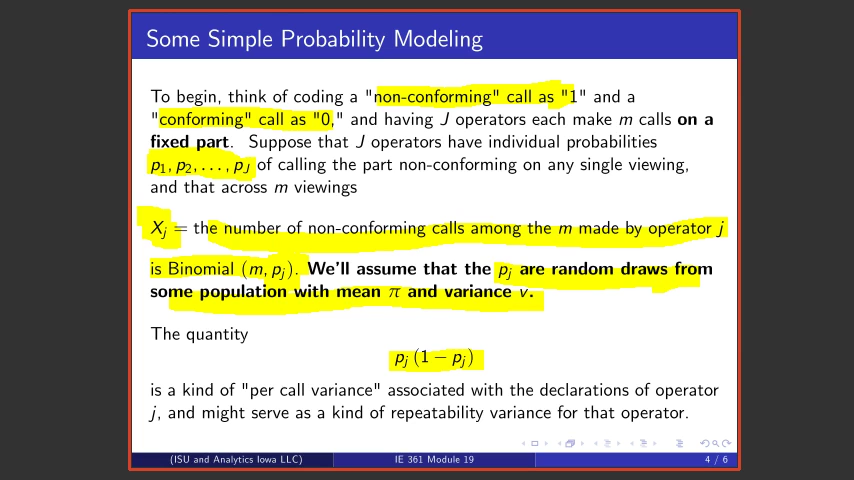 Some Simple Probability Modeling
To begin, think of coding a "non-conforming" call as "1" and a
"conforming" call as "0," and having J operators each make m calls on a
fixed part. Suppose that J operators have individual probabilities
p₁, p₂, . . . , p_J of calling the part non-conforming on any single viewing,
and that across m viewings
X_j = the number of non-conforming calls among the m made by operator j
is Binomial (m, p_j). We'll assume that the p_j are random draws from
some population with mean π and variance v.
The quantity
p_j (1 − p_j)
is a kind of "per call variance" associated with the declarations of operator
j, and might serve as a kind of repeatability variance for that operator.
(ISU and Analytics Iowa LLC) IE 361 Module 19 4 / 6